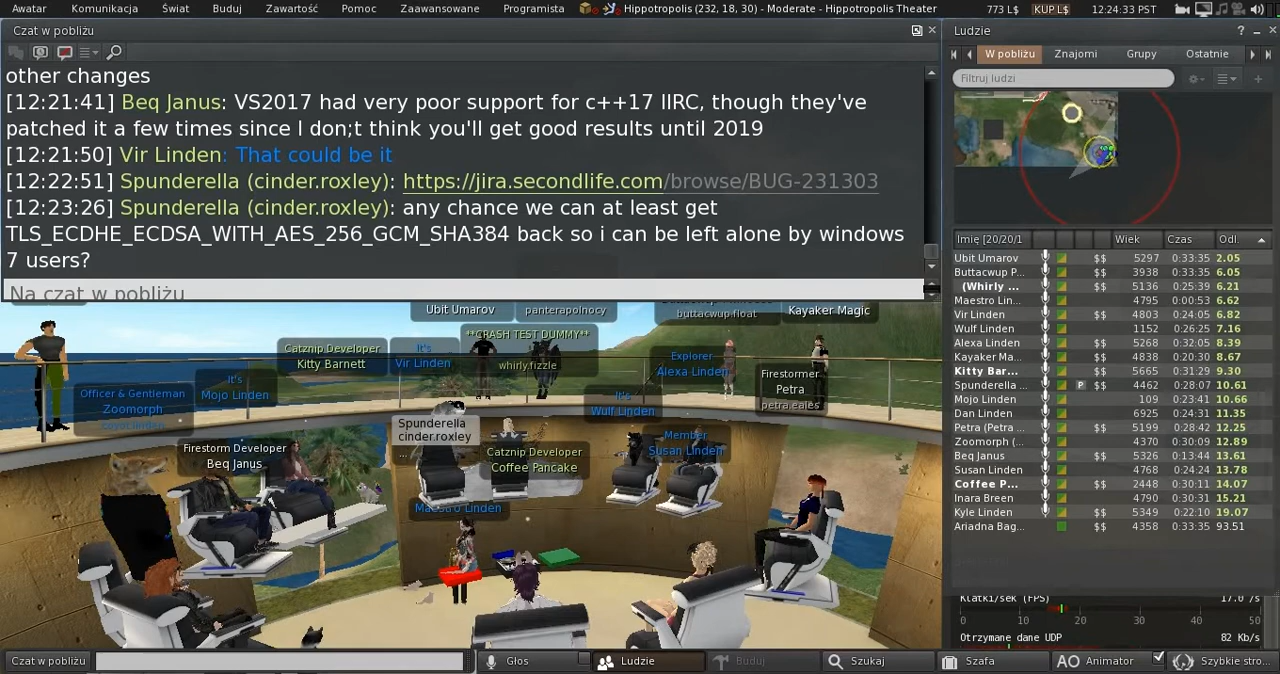 Awatar Komunikacja Świat Buduj Zawartość Pomoc Zaawansowane Programista Hippotropolis (232, 18, 30) - Moderate - Hippotropolis Theater 773 L$ KUP L$ 12:24:33 PST
Czat w pobliżu
other changes
[12:21:41] Beq Janus: VS2017 had very poor support for c++17 IIRC, though they've
patched it a few times since I don;t think you'll get good results until 2019
[12:21:50] Vir Linden: That could be it
[12:22:51] Spunderella (cinder.roxley): https://jira.secondlife.com/browse/BUG-231303
[12:23:26] Spunderella (cinder.roxley): any chance we can at least get
TLS_ECDHE_ECDSA_WITH_AES_256_GCM_SHA384 back so i can be left alone by windows
7 users?
Na czat w pobliżu
Ubit Umarov
panterapolnocy
buttacwup.float
Kayaker Magic
**CRASH TEST DUMMY**
whirly.fizzle
Catznip Developer
Kitty Barnett
It's
Vir Linden
Explorer
Alexa Linden
Firestormer
Petra
petra eales
Officer & Gentleman
Zoomorph
coyot.linden
It's
Mojo Linden
It's
Wulf Linden
Spunderella
cinder.roxley
...
Firestorm Developer
Beq Janus
Catznip Developer
Coffee Pancake
Member
Susan Linden
Maestro Linden
Ludzie
W pobliżu Znajomi Grupy Ostatnie
Filtruj ludzi
Imię [20/20/1 Wiek Czas Odl.
Ubit Umarov $$ 5297 0:33:35 2.05
Buttacwup P... $$ 3938 0:33:35 6.05
(Whirly ... $$ 5136 0:25:39 6.21
Maestro Lin... 4795 0:00:53 6.62
Vir Linden $$ 4803 0:24:05 6.82
Wulf Linden 1152 0:26:25 7.16
Alexa Linden $$ 5268 0:32:05 8.39
Kayaker Ma... $$ 4838 0:20:30 8.67
Kitty Bar... $$ 5665 0:31:29 9.30
Spunderella ... P $$ 4462 0:28:07 10.61
Mojo Linden 109 0:23:41 10.66
Dan Linden 6925 0:24:31 11.35
Petra (Petra ... $$ 5199 0:28:42 12.25
Zoomorph (... 4370 0:30:09 12.89
Beq Janus $$ 5326 0:13:44 13.61
Susan Linden 4768 0:24:24 13.78
Coffee P... $$ 2448 0:30:11 14.07
Inara Breen 4790 0:30:31 15.21
Kyle Linden $$ 5349 0:22:10 19.07
Ariadna Bag... $$ 4358 0:33:35 93.51
Klatki/sek (FPS) 17.0 /s
0 10 20 30 40 50
Otrzymane dane UDP 82 Kb/s
Czat w pobliżu Głos Ludzie Buduj Szukaj Szafa AO Animator Szybkie stro...